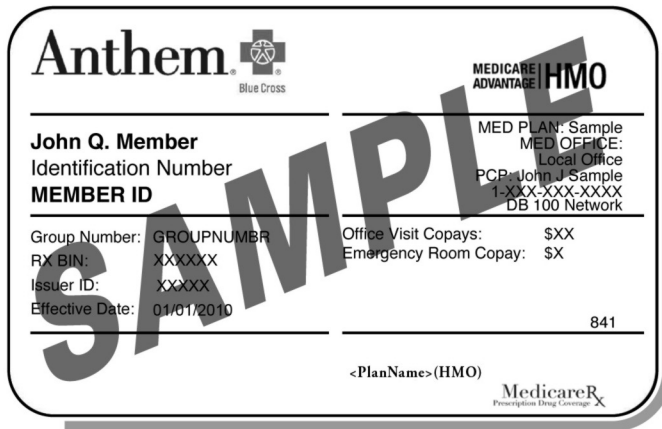 Anthem
Blue Cross
MEDICARE ADVANTAGE HMO
John Q. Member
Identification Number
MEMBER ID
MED PLAN: Sample
MED OFFICE:
Local Office
PCP: John J Sample
1-XXX-XXX-XXXX
DB 100 Network
Group Number: GROUPNUMBR
RX BIN: XXXXXX
Issuer ID: XXXXX
Effective Date: 01/01/2010
Office Visit Copays: $XX
Emergency Room Copay: $X
841
SAMPLE
<PlanName>(HMO)
MedicareRx
Prescription Drug Coverage